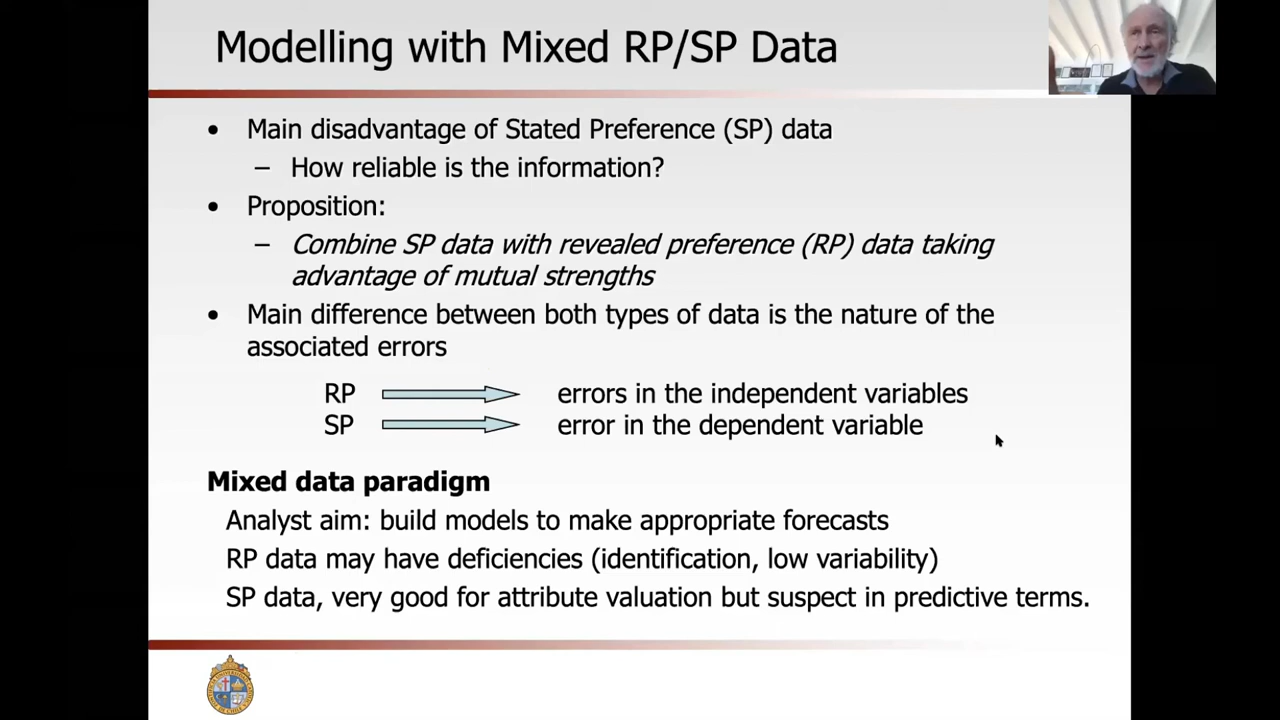 Modelling with Mixed RP/SP Data
• Main disadvantage of Stated Preference (SP) data
– How reliable is the information?
• Proposition:
– Combine SP data with revealed preference (RP) data taking
advantage of mutual strengths
• Main difference between both types of data is the nature of the
associated errors
RP errors in the independent variables
SP error in the dependent variable
Mixed data paradigm
Analyst aim: build models to make appropriate forecasts
RP data may have deficiencies (identification, low variability)
SP data, very good for attribute valuation but suspect in predictive terms.